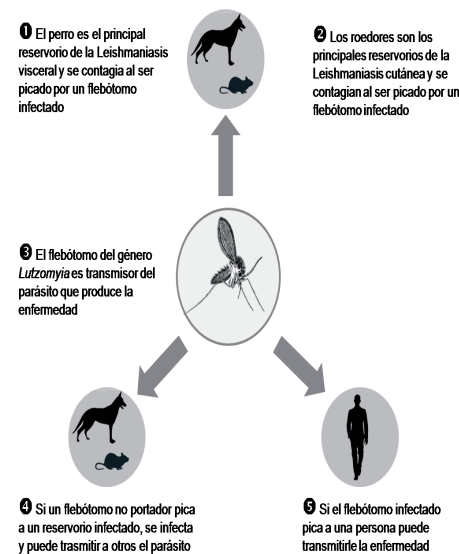 ❶ El perro es el principal
reservorio de la Leishmaniasis
visceral y se contagia al ser
picado por un flebótomo
infectado
❷ Los roedores son los
principales reservorios de la
Leishmaniasis cutánea y se
contagian al ser picado por un
flebótomo infectado
❸ El flebótomo del género
Lutzomyia es transmisor del
parásito que produce la
enfermedad
❹ Si un flebótomo no portador pica
a un reservorio infectado, se infecta
y puede trasmitir a otros el parásito
❺ Si el flebótomo infectado
pica a una persona puede
transmitirle la enfermedad